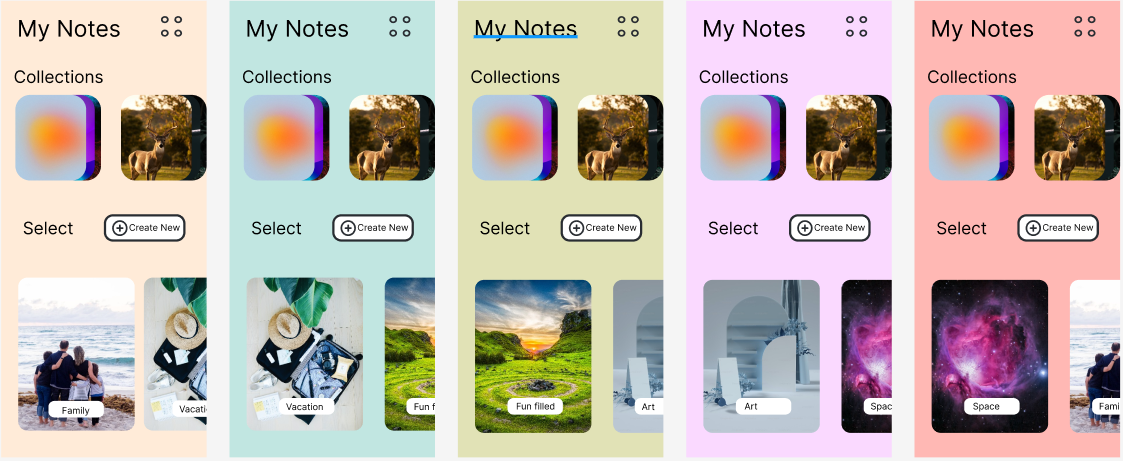 My Notes
Collections
Select
Create New
Family
Vacati
My Notes
Collections
Select
Create New
Vacation
Fun f
My Notes
Collections
Select
Create New
Fun filled
Art
My Notes
Collections
Select
Create New
Art
Spac
My Notes
Collections
Select
Create New
Space
Fami